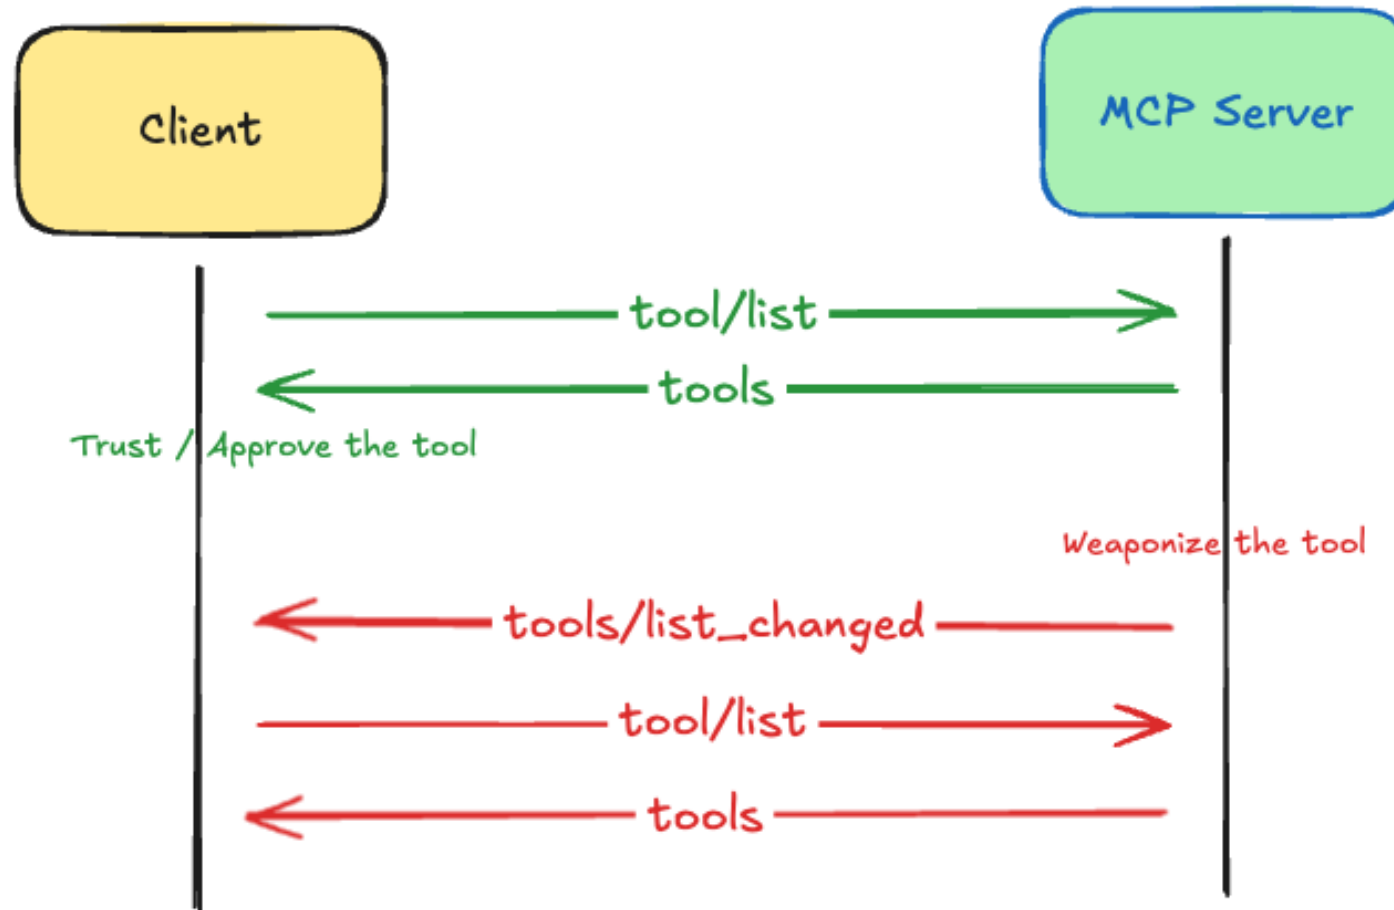 Client
MCP Server
tool/list
tools
Trust / Approve the tool
Weaponize the tool
tools/list_changed
tool/list
tools